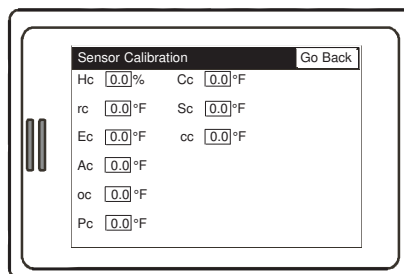 Sensor Calibration Go Back
Hc 0.0 % Cc 0.0 °F
rc 0.0 °F Sc 0.0 °F
Ec 0.0 °F cc 0.0 °F
Ac 0.0 °F
oc 0.0 °F
Pc 0.0 °F